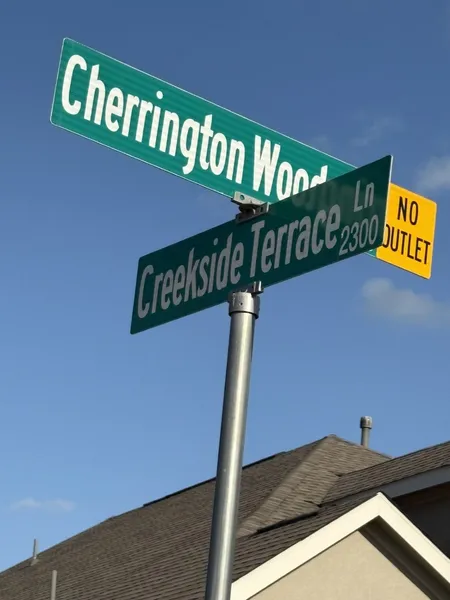 Cherrington Wood
Creekside Terrace Ln
2300
NO
OUTLET